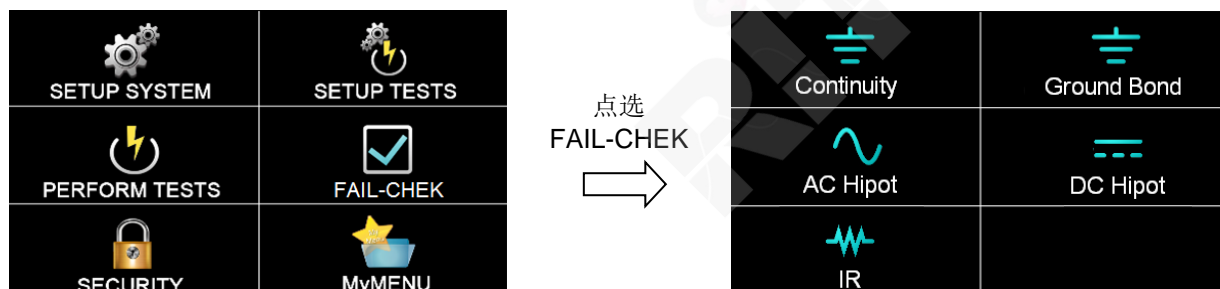 SETUP SYSTEM
SETUP TESTS
PERFORM TESTS
FAIL-CHEK
SECURITY
MyMENU
点选
FAIL-CHEK
Continuity
Ground Bond
AC Hipot
DC Hipot
IR